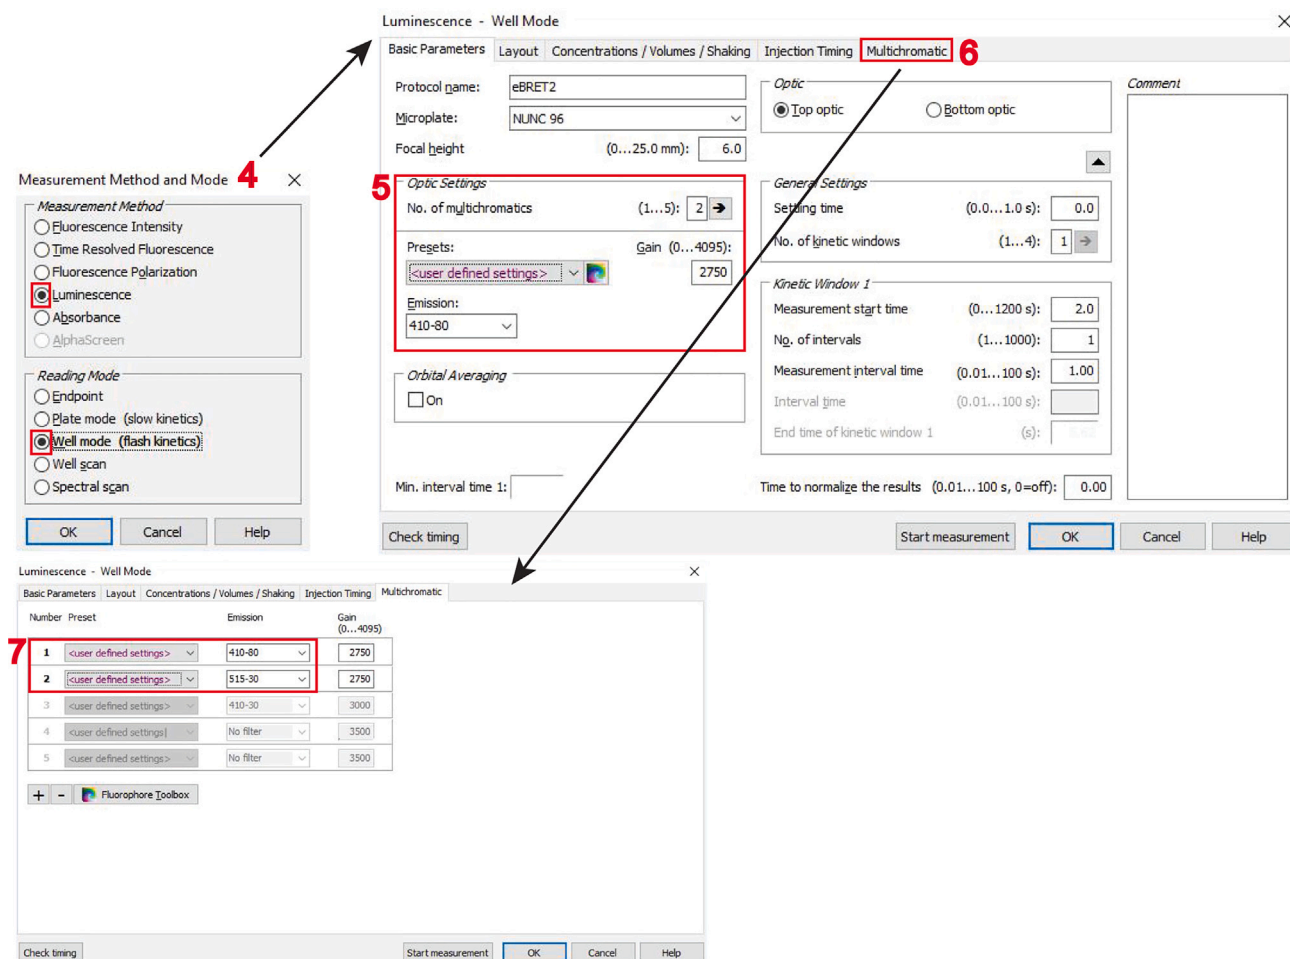 Measurement Method and Mode 4
Measurement Method
Fluorescence Intensity
Time Resolved Fluorescence
Fluorescence Polarization
Luminescence
Absorbance
AlphaScreen
Reading Mode
Endpoint
Plate mode (slow kinetics)
Well mode (flash kinetics)
Well scan
Spectral scan
OK Cancel Help
Luminescence - Well Mode
Basic Parameters Layout Concentrations / Volumes / Shaking Injection Timing Multichromatic 6
Protocol name: eBRET2
Microplate: NUNC 96
Focal height (0...25.0 mm): 6.0
5
Optic Settings
No. of multichromatics (1...5): 2
Presets: Gain (0...4095):
<user defined settings> 2750
Emission:
410-80
Orbital Averaging
On
Min. interval time 1:
Optic
Top optic Bottom optic
General Settings
Settling time (0.0...1.0 s): 0.0
No. of kinetic windows (1...4): 1
Kinetic Window 1
Measurement start time (0...1200 s): 2.0
No. of intervals (1...1000): 1
Measurement interval time (0.01...100 s): 1.00
Interval time (0.01...100 s):
End time of kinetic window 1 (s):
Time to normalize the results (0.01...100 s, 0=off): 0.00
Comment
Check timing Start measurement OK Cancel Help
Luminescence - Well Mode
Basic Parameters Layout Concentrations / Volumes / Shaking Injection Timing Multichromatic
Number Preset Emission Gain
(0...4095)
7
1 <user defined settings> 410-80 2750
2 <user defined settings> 515-30 2750
3 <user defined settings> 410-30 3000
4 <user defined settings| No filter 3500
5 <user defined settings> No filter 3500
+ - Fluorophore Toolbox
Check timing Start measurement OK Cancel Help